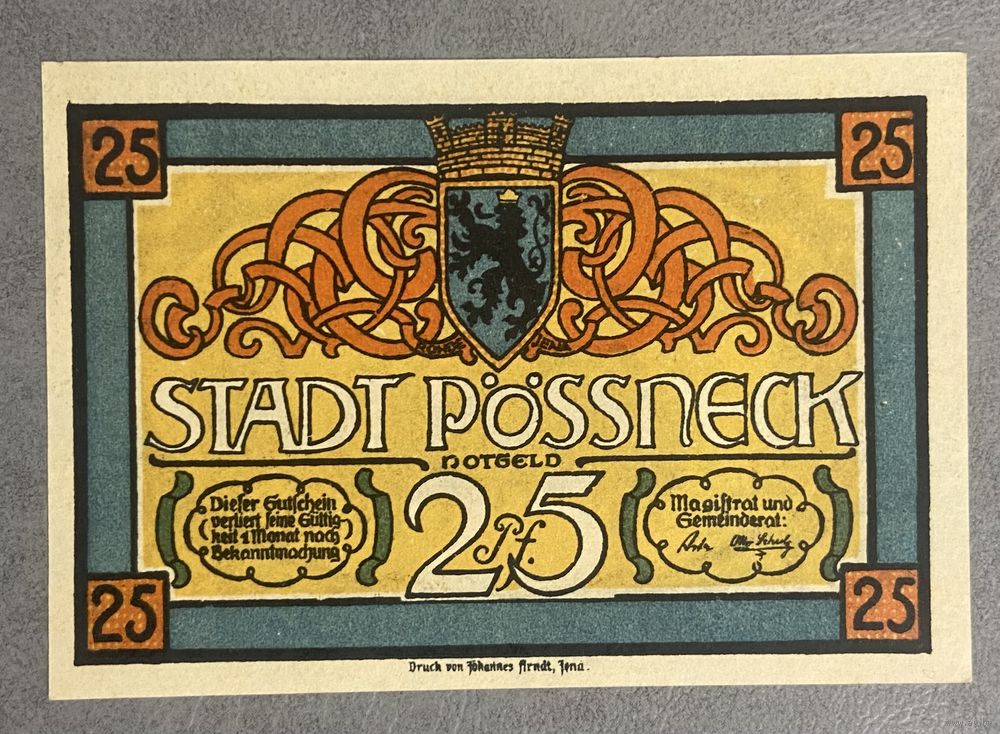 25 25
STADT PÖSSNECK
NOTGELD
Dieser Gutschein
verliert seine Gültig-
keit 1 Monat nach
Bekanntmachung
25 Pf
Magistrat und
Gemeinderat:
25 25
Druck von Johannes Arndt, Jena.